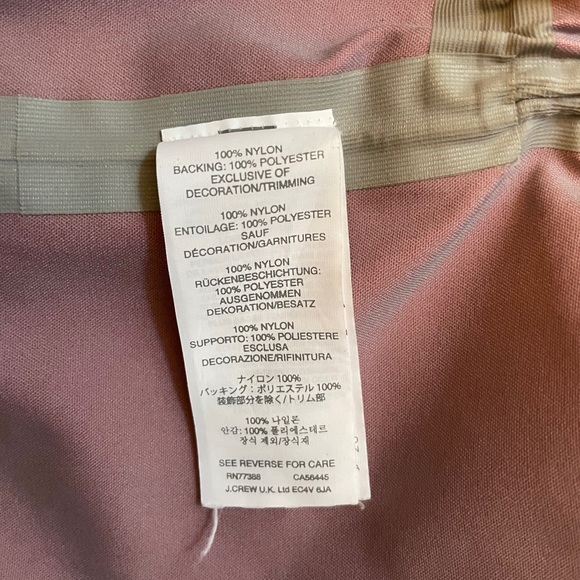 100% NYLON
BACKING: 100% POLYESTER
EXCLUSIVE OF
DECORATION/TRIMMING
100% NYLON
ENTOILAGE: 100% POLYESTER
SAUF
DÉCORATION/GARNITURES
100% NYLON
RÜCKENBESCHICHTUNG:
100% POLYESTER
AUSGENOMMEN
DEKORATION/BESATZ
100% NYLON
SUPPORTO: 100% POLIESTERE
ESCLUSA
DECORAZIONE/RIFINITURA
ナイロン 100%
バッキング：ポリエステル 100%
装飾部分を除く/トリム部
100% 나일론
안감: 100% 폴리에스테르
장식 제외/장식재
SEE REVERSE FOR CARE
RN77388 CA58445
J.CREW U.K. Ltd EC4V 6JA